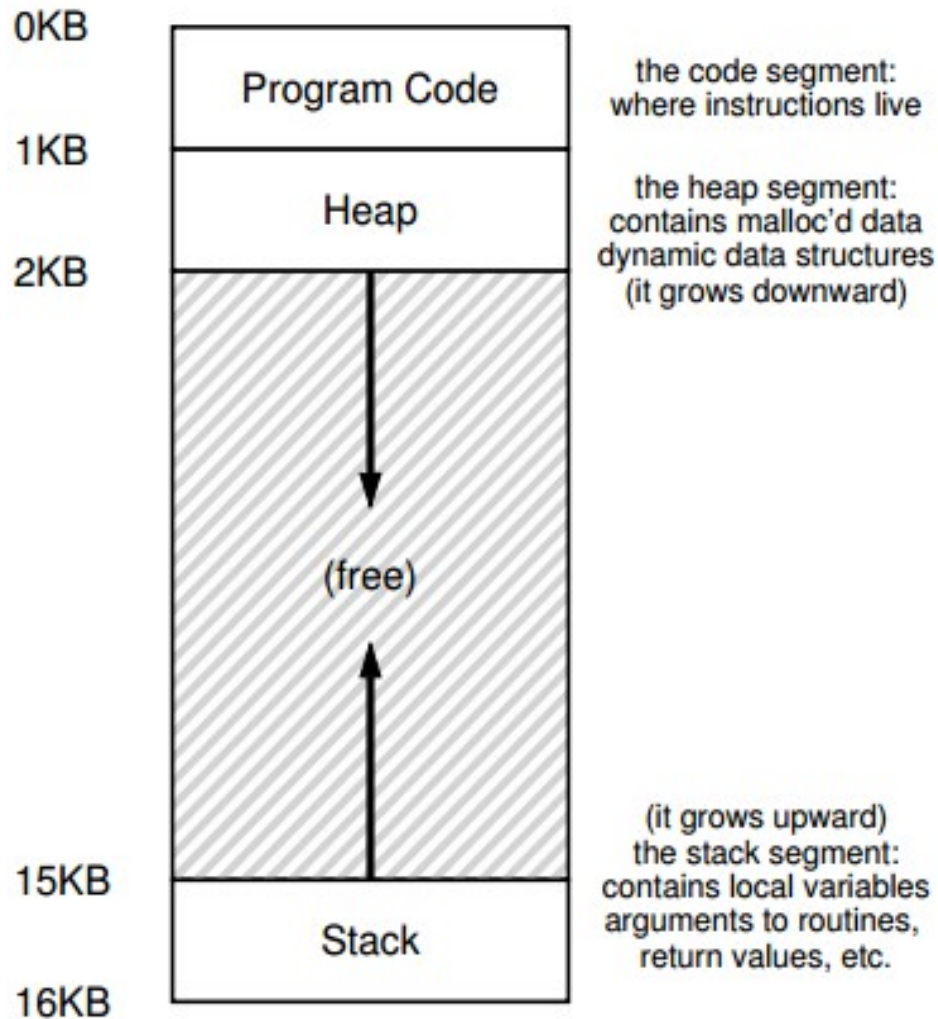 0KB
Program Code
the code segment:
where instructions live
1KB
Heap
the heap segment:
contains malloc'd data
dynamic data structures
(it grows downward)
2KB
(free)
(it grows upward)
the stack segment:
contains local variables
arguments to routines,
return values, etc.
15KB
Stack
16KB